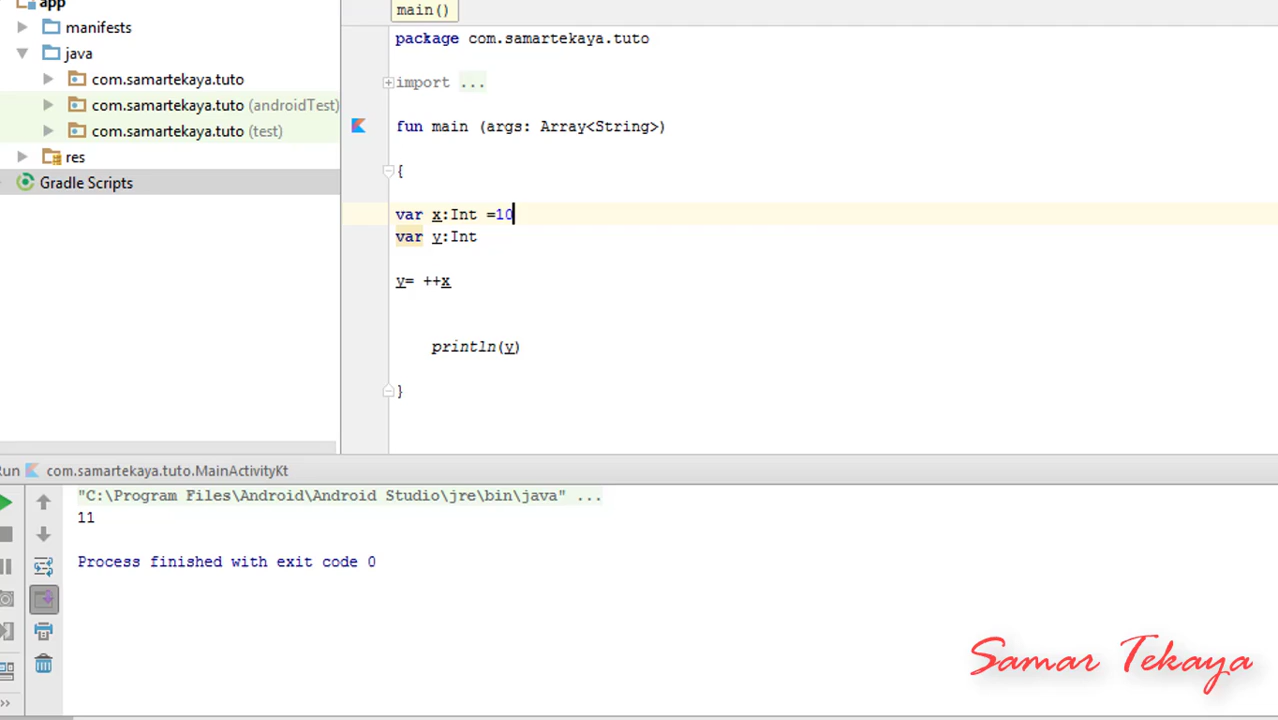 app
manifests
java
com.samartekaya.tuto
com.samartekaya.tuto (androidTest)
com.samartekaya.tuto (test)
res
Gradle Scripts
main()
package com.samartekaya.tuto
import ...
fun main (args: Array<String>)
{
var x:Int =10
var y:Int
y= ++x
println(y)
}
Run com.samartekaya.tuto.MainActivityKt
"C:\Program Files\Android\Android Studio\jre\bin\java" ...
11
Process finished with exit code 0
Samar Tekaya